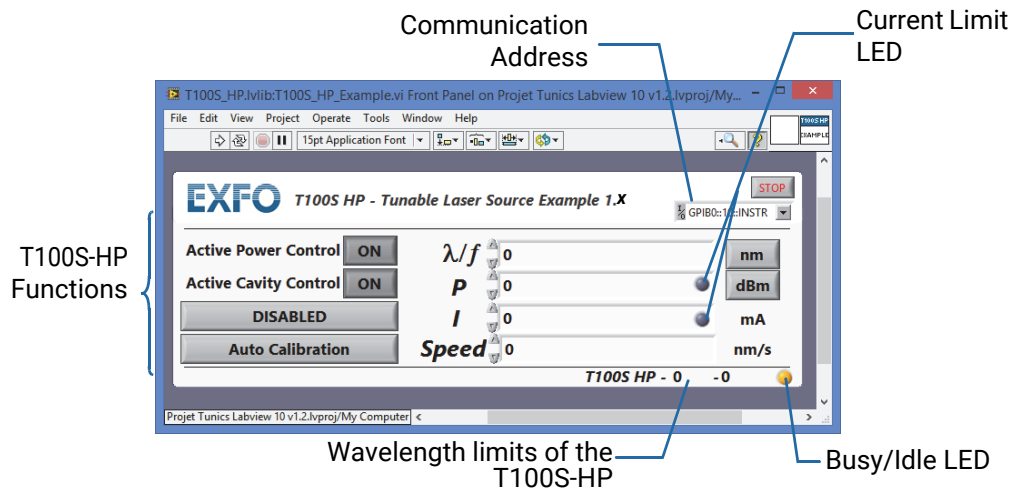 Communication
Address
Current Limit
LED
T100S_HP.lvlib:T100S_HP_Example.vi Front Panel on Projet Tunics Labview 10 v1.2.lvproj/My...
File Edit View Project Operate Tools Window Help
15pt Application Font
T100S HP
EXAMPLE
STOP
EXFO T100S HP - Tunable Laser Source Example 1.X
T100S-HP
Functions
Active Power Control ON
λ/f 0 nm
Active Cavity Control ON
P 0 dBm
DISABLED
I 0 mA
Auto Calibration
Speed 0 nm/s
T100S HP - 0 - 0
Projet Tunics Labview 10 v1.2.lvproj/My Computer
Wavelength limits of the
T100S-HP
Busy/Idle LED